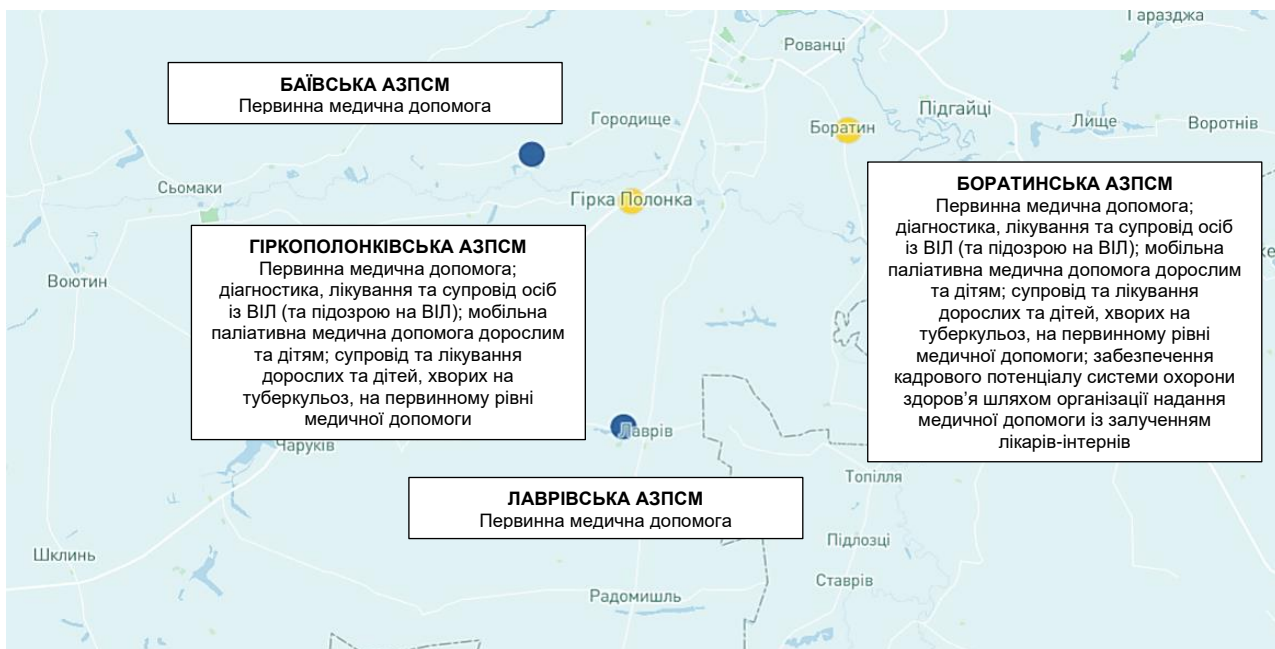 Гаразджа
Рованці
БАЇВСЬКА АЗПСМ
Первинна медична допомога
Городище
Боратин
Підгайці
Лище
Воротнів
Сьомаки
Гірка Полонка
БОРАТИНСЬКА АЗПСМ
Первинна медична допомога;
діагностика, лікування та супровід осіб
із ВІЛ (та підозрою на ВІЛ); мобільна
паліативна медична допомога дорослим
та дітям; супровід та лікування
дорослих та дітей, хворих на
туберкульоз, на первинному рівні
медичної допомоги; забезпечення
кадрового потенціалу системи охорони
здоров’я шляхом організації надання
медичної допомоги із залученням
лікарів-інтернів
ГІРКОПОЛОНКІВСЬКА АЗПСМ
Первинна медична допомога;
діагностика, лікування та супровід осіб
із ВІЛ (та підозрою на ВІЛ); мобільна
паліативна медична допомога дорослим
та дітям; супровід та лікування
дорослих та дітей, хворих на
туберкульоз, на первинному рівні
медичної допомоги
Воютин
Чаруків
Лаврів
ЛАВРІВСЬКА АЗПСМ
Первинна медична допомога
Топілля
Підлозці
Шклинь
Ставрів
Радомишль